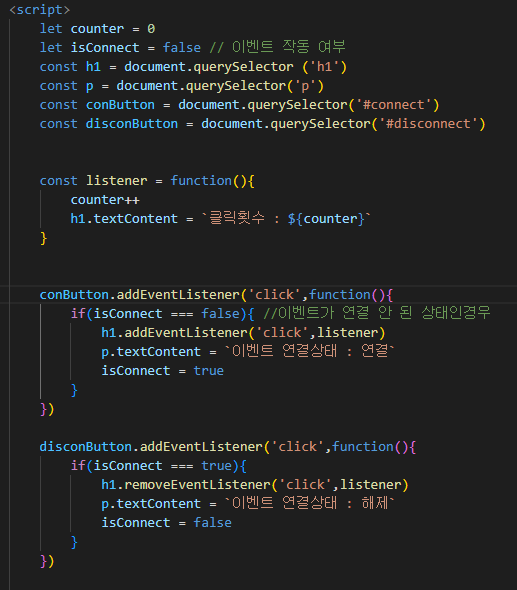 <script>
let counter = 0
let isConnect = false // 이벤트 작동 여부
const h1 = document.querySelector ('h1')
const p = document.querySelector('p')
const conButton = document.querySelector('#connect')
const disconButton = document.querySelector('#disconnect')
const listener = function(){
counter++
h1.textContent = `클릭횟수 : ${counter}`
}
conButton.addEventListener('click',function(){
if(isConnect === false){ //이벤트가 연결 안 된 상태인경우
h1.addEventListener('click',listener)
p.textContent = `이벤트 연결상태 : 연결`
isConnect = true
}
})
disconButton.addEventListener('click',function(){
if(isConnect === true){
h1.removeEventListener('click',listener)
p.textContent = `이벤트 연결상태 : 해제`
isConnect = false
}
})